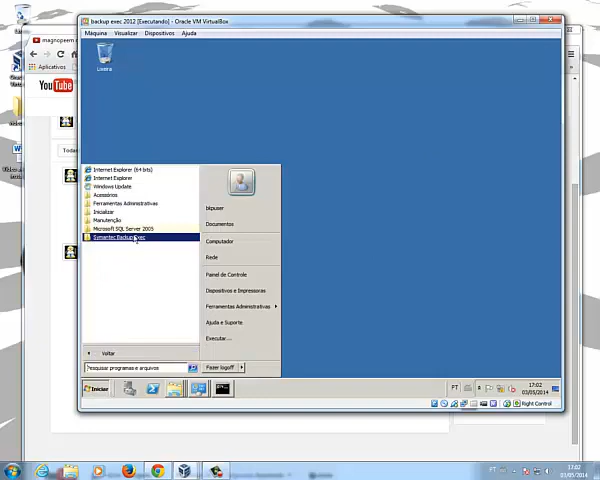 backup exec 2012 [Executando] - Oracle VM VirtualBox
Máquina Visualizar Dispositivos Ajuda
magnopeem
Aplicativos
YouTube
Todas
Lixeira
Internet Explorer (64 bits)
Internet Explorer
Windows Update
Acessórios
Ferramentas Administrativas
Inicializar
Manutenção
Microsoft SQL Server 2005
Symantec Backup Exec
Voltar
Pesquisar programas e arquivos
bkpuser
Documentos
Computador
Rede
Painel de Controle
Dispositivos e Impressoras
Ferramentas Administrativas
Ajuda e Suporte
Executar...
Fazer logoff
Iniciar
PT
17:02
03/05/2014
Right Control
PT
17:02
03/05/2014